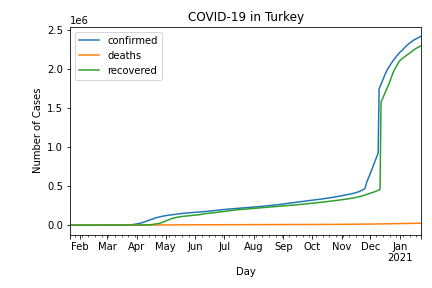 COVID-19 in Turkey
1e6
2.5
2.0
1.5
1.0
0.5
0.0
Number of Cases
confirmed
deaths
recovered
Feb Mar Apr May Jun Jul Aug Sep Oct Nov Dec Jan
2021
Day